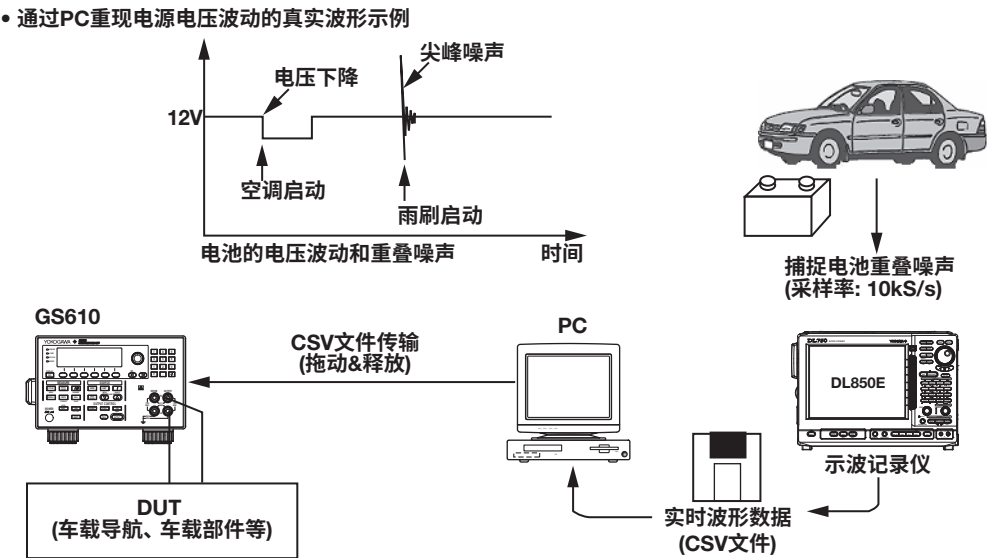 • 通过PC重现电源电压波动的真实波形示例
尖峰噪声
电压下降
12V
空调启动
雨刷启动
电池的电压波动和重叠噪声
时间
捕捉电池重叠噪声
(采样率: 10kS/s)
GS610
YOKOGAWA
CSV文件传输
(拖动&释放)
PC
DL750
DL850E
示波记录仪
DUT
(车载导航、车载部件等)
实时波形数据
(CSV文件)